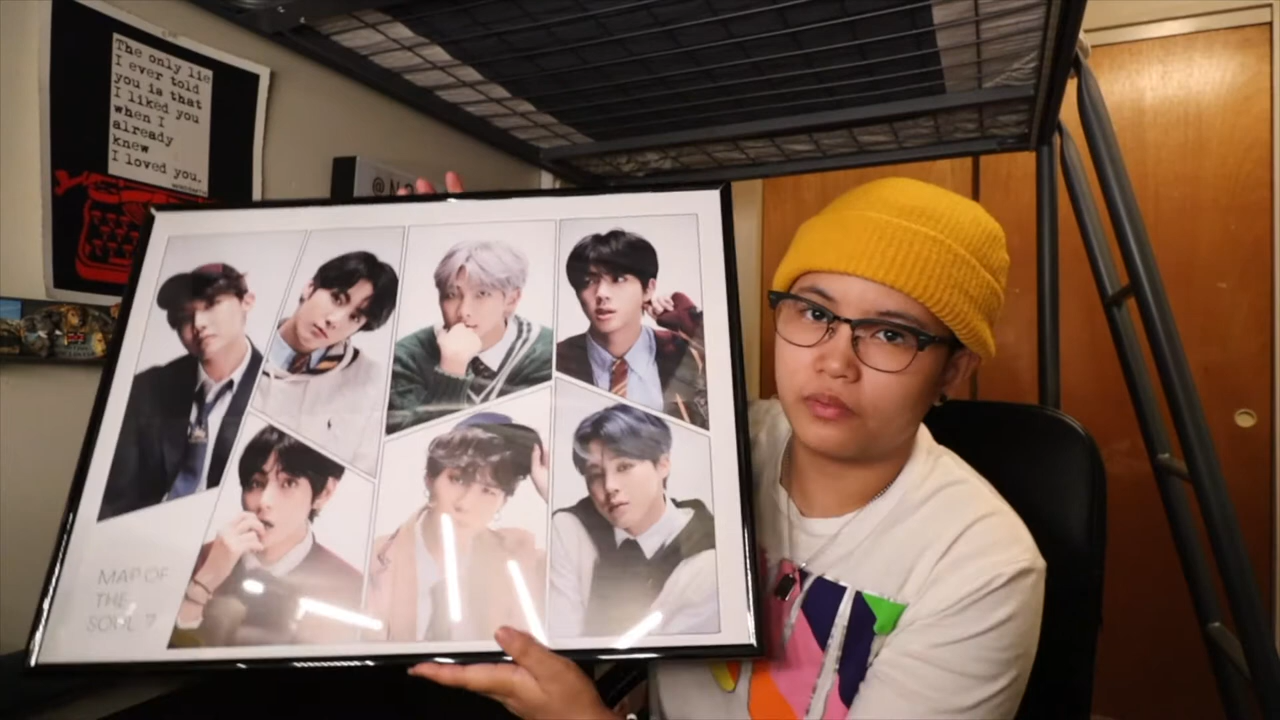 The only lie
I ever told
you is that
I liked you
when I
already
knew
I loved you.
MAP OF
THE
SOUL 7